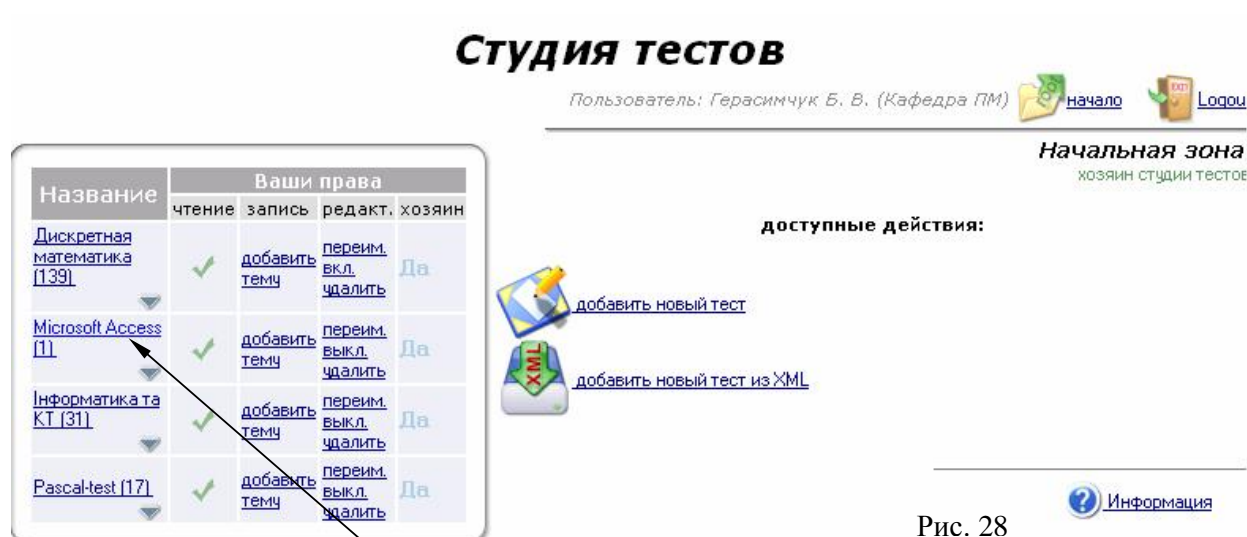 Студия тестов
Пользователь: Герасимчук Б. В. (Кафедра ПМ) начало Logou
Начальная зона
хозяин студии тестов
Название
Ваши права
чтение запись редакт. хозяин
Дискретная
математика
(139)
добавить
тему
переим.
вкл.
удалить
Да
Microsoft Access
(1)
добавить
тему
переим.
выкл.
удалить
Да
Інформатика та
КТ (31)
добавить
тему
переим.
выкл.
удалить
Да
Pascal-test (17)
добавить
тему
переим.
выкл.
удалить
Да
доступные действия:
добавить новый тест
XML
добавить новый тест из XML
Информация
Рис. 28